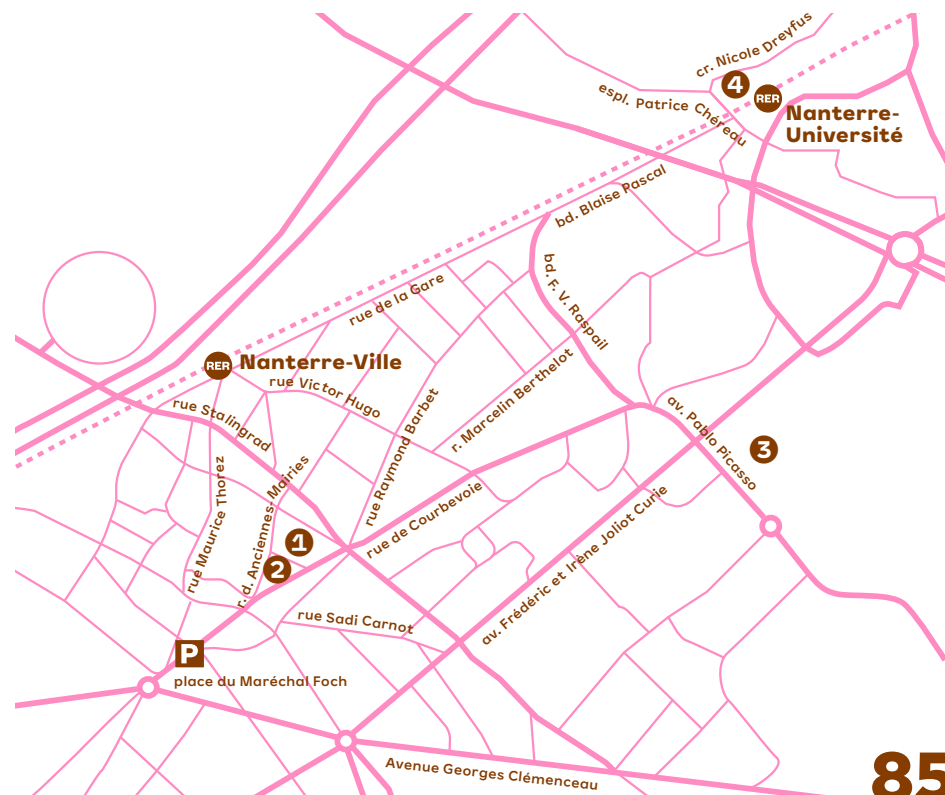 cr. Nicole Dreyfus
4
espl. Patrice Chéreau
RER
Nanterre-
Université
bd. Blaise Pascal
bd. F. V. Raspail
rue de la Gare
RER
Nanterre-Ville
rue Victor Hugo
rue Stalingrad
rue Raymond Barbet
r. Marcelin Berthelot
av. Pablo Picasso
3
rue Maurice Thorez
r. d. Anciennes Mairies
rue de Courbevoie
av. Frédéric et Irène Joliot Curie
1
2
rue Sadi Carnot
P
place du Maréchal Foch
Avenue Georges Clémenceau
85